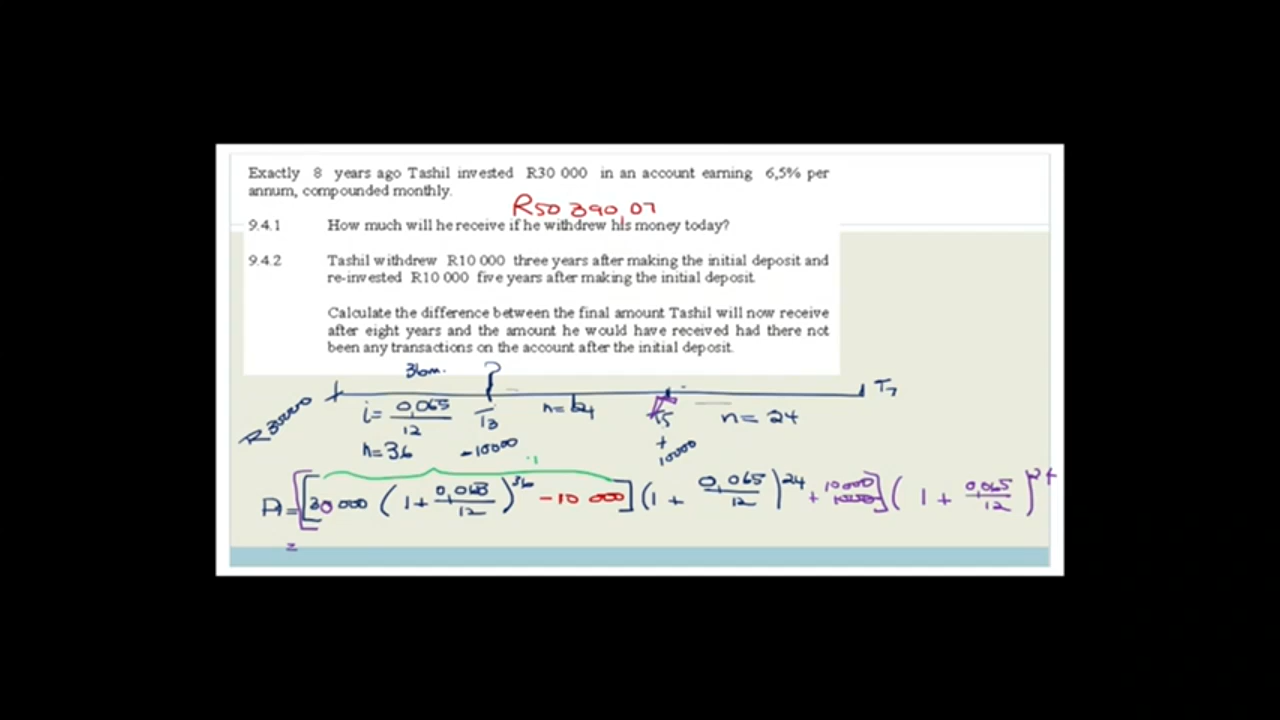 Exactly 8 years ago Tashil invested R30 000 in an account earning 6,5% per
annum, compounded monthly.
R50 390,07
9.4.1 How much will he receive if he withdrew his money today?
9.4.2 Tashil withdrew R10 000 three years after making the initial deposit and
re-invested R10 000 five years after making the initial deposit.
Calculate the difference between the final amount Tashil will now receive
after eight years and the amount he would have received had there not
been any transactions on the account after the initial deposit.
36m.
R 30000 i= 0,065/12 T3 n= 24 T5 n= 24 T7
n=36 -10000 + 10000
A=[30 000 (1+ 0,065/12)^36 -10 000] (1 + 0,065/12)^24 + 10000] (1 + 0,065/12)^24
=